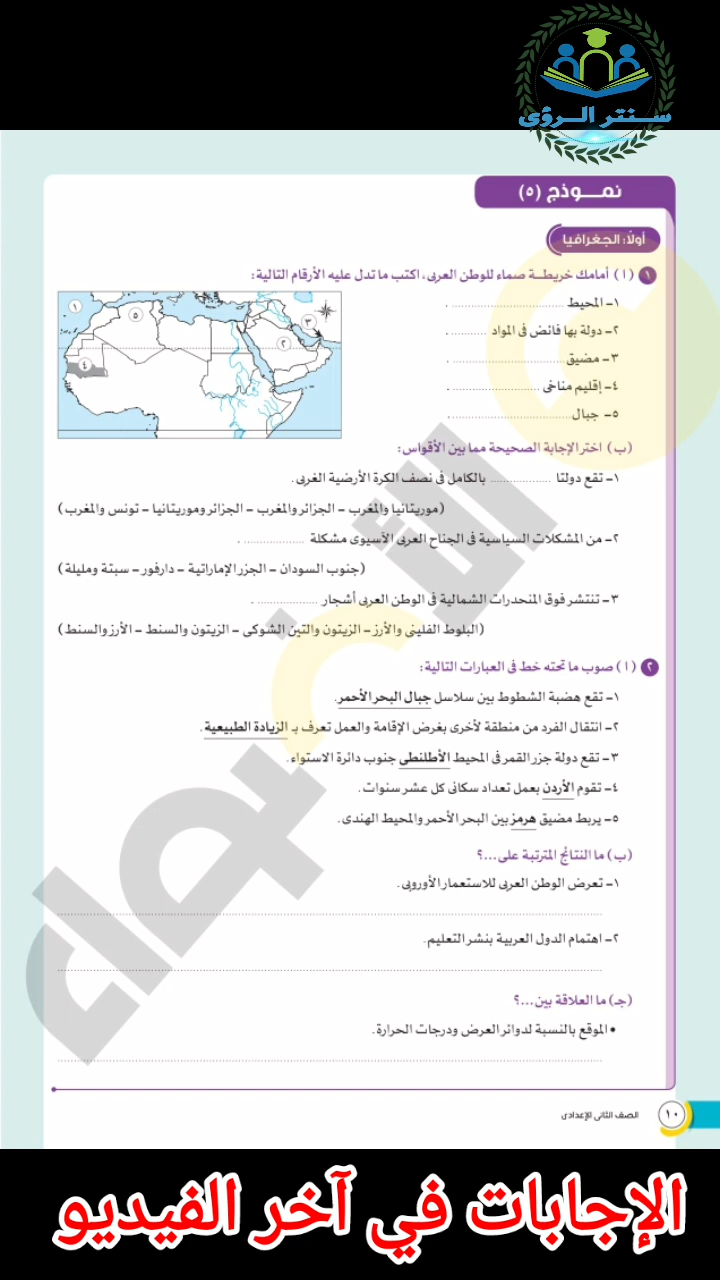 سنتر الرؤى
نموذج (٥)
أولًا: الجغرافيا
١ (ا) أمامك خريطة صماء للوطن العربى، اكتب ما تدل عليه الأرقام التالية:
١- المحيط .................... .
٢- دولة بها فائض فى المواد .......... .
٣- مضيق .................... .
٤- إقليم مناخى .................... .
٥- جبال .................... .
١
٥
٣
٢
٤
(ب) اختر الإجابة الصحيحة مما بين الأقواس:
١- تقع دولتا .................. بالكامل فى نصف الكرة الأرضية الغربى.
(موريتانيا والمغرب - الجزائر والمغرب - الجزائر وموريتانيا - تونس والمغرب)
٢- من المشكلات السياسية فى الجناح العربى الآسيوى مشكلة .................. .
(جنوب السودان - الجزر الإماراتية - دارفور - سبتة ومليلة)
٣- تنتشر فوق المنحدرات الشمالية فى الوطن العربى أشجار .................. .
(البلوط الفلينى والأرز - الزيتون والتين الشوكى - الزيتون والسنط - الأرز والسنط)
٢ (ا) صوب ما تحته خط فى العبارات التالية:
١- تقع هضبة الشطوط بين سلاسل جبال البحر الأحمر.
٢- انتقال الفرد من منطقة لأخرى بغرض الإقامة والعمل تعرف بـ الزيادة الطبيعية.
٣- تقع دولة جزر القمر فى المحيط الأطلنطى جنوب دائرة الاستواء.
٤- تقوم الأردن بعمل تعداد سكانى كل عشر سنوات.
٥- يربط مضيق هرمز بين البحر الأحمر والمحيط الهندى.
(ب) ما النتائج المترتبة على...؟
١- تعرض الوطن العربى للاستعمار الأوروبى.
٢- اهتمام الدول العربية بنشر التعليم.
(جـ) ما العلاقة بين...؟
• الموقع بالنسبة لدوائر العرض ودرجات الحرارة.
١٠ الصف الثانى الإعدادى
الإجابات في آخر الفيديو